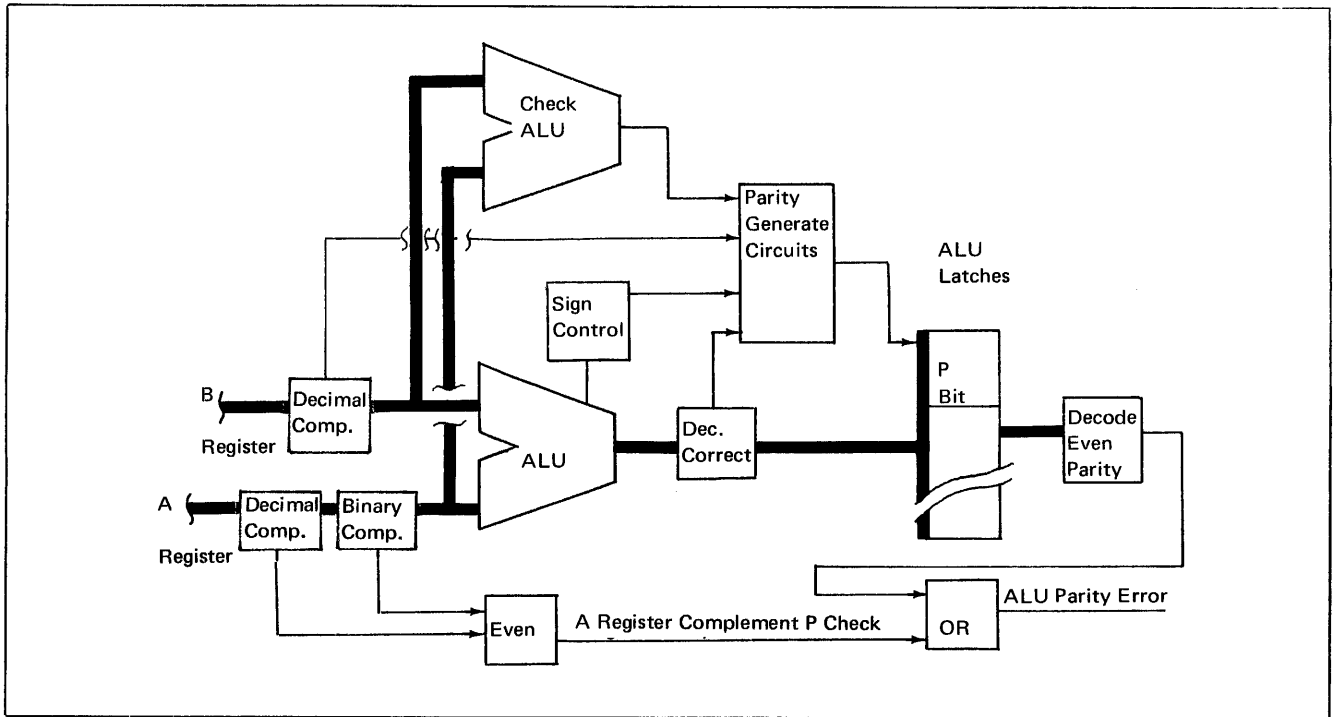 Check
ALU
Parity
Generate
Circuits
ALU
Latches
Sign
Control
P
Bit
B
Register
Decimal
Comp.
ALU
Dec.
Correct
Decode
Even
Parity
A
Register
Decimal
Comp.
Binary
Comp.
Even
A Register Complement P Check
OR
ALU Parity Error